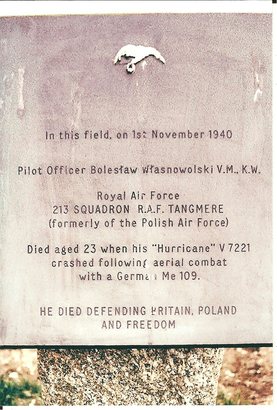 In this field, on 1st November 1940
Pilot Officer Bolesław Własnowolski V.M., K.W.
Royal Air Force
213 SQUADRON R.A.F. TANGMERE
(formerly of the Polish Air Force)
Died aged 23 when his "Hurricane" V 7221
crashed following aerial combat
with a German Me 109.
HE DIED DEFENDING BRITAIN, POLAND
AND FREEDOM